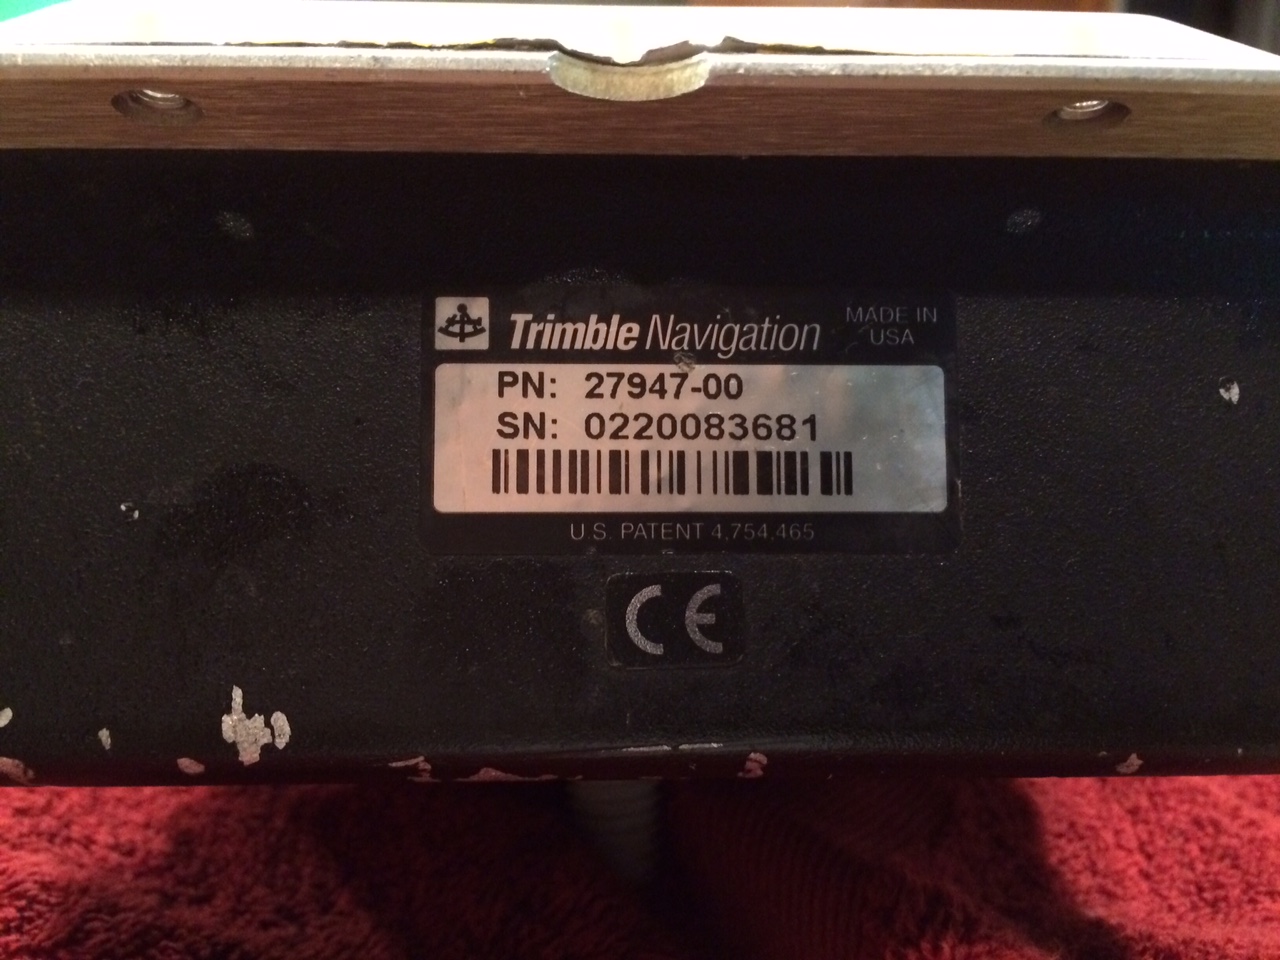 Trimble Navigation
MADE IN
USA
PN: 27947-00
SN: 0220083681
U.S. PATENT 4,754,465
CE